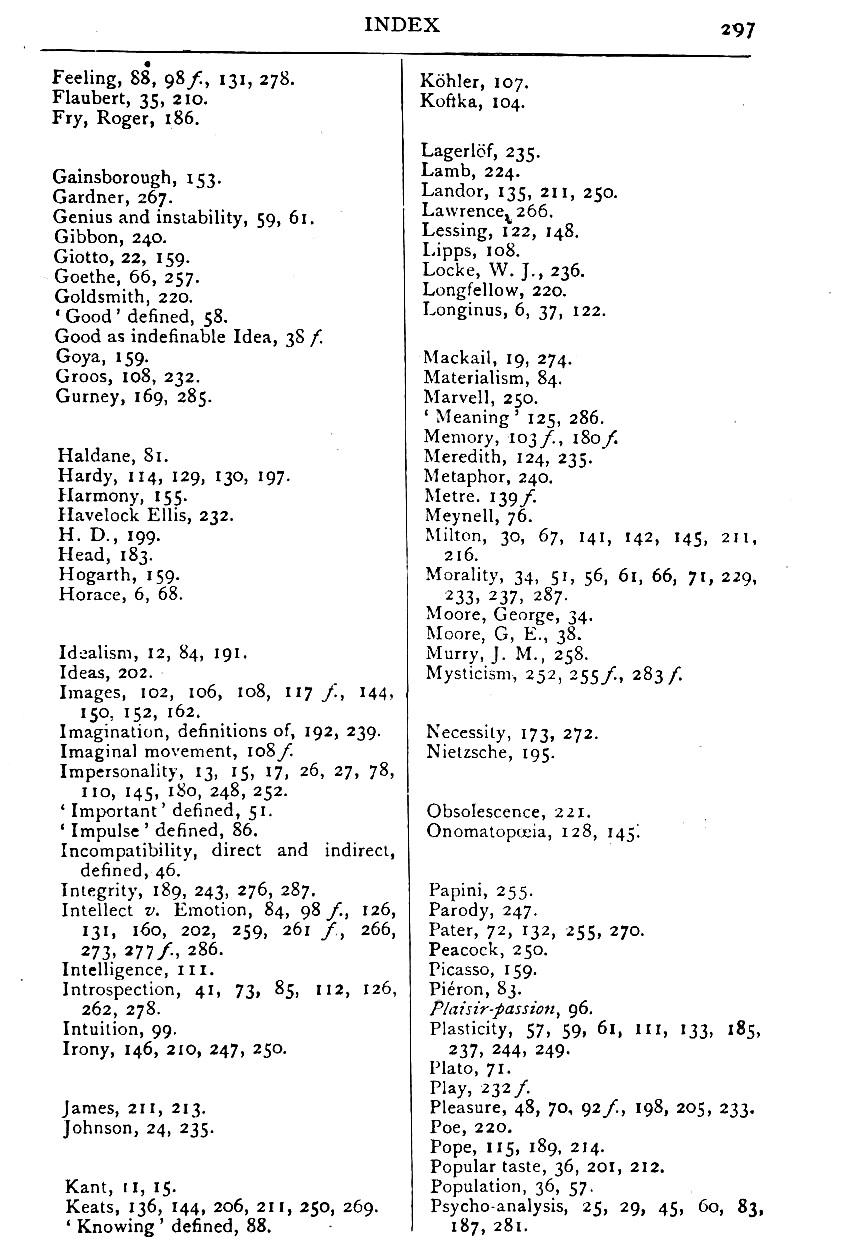 INDEX 297
Feeling, 88, 98 f., 131, 278.
Flaubert, 35, 210.
Fry, Roger, 186.
Gainsborough, 153.
Gardner, 267.
Genius and instability, 59, 61.
Gibbon, 240.
Giotto, 22, 159.
Goethe, 66, 257.
Goldsmith, 220.
‘ Good ’ defined, 58.
Good as indefinable Idea, 38 f.
Goya, 159.
Groos, 108, 232.
Gurney, 169, 285.
Haldane, 81.
Hardy, 114, 129, 130, 197.
Harmony, 155.
Havelock Ellis, 232.
H. D., 199.
Head, 183.
Hogarth, 159.
Horace, 6, 68.
Idealism, 12, 84, 191.
Ideas, 202.
Images, 102, 106, 108, 117 f., 144,
150, 152, 162.
Imagination, definitions of, 192, 239.
Imaginal movement, 108 f.
Impersonality, 13, 15, 17, 26, 27, 78,
110, 145, 180, 248, 252.
‘ Important ’ defined, 51.
‘ Impulse ’ defined, 86.
Incompatibility, direct and indirect,
defined, 46.
Integrity, 189, 243, 276, 287.
Intellect v. Emotion, 84, 98 f., 126,
131, 160, 202, 259, 261 f., 266,
273, 277 f., 286.
Intelligence, 111.
Introspection, 41, 73, 85, 112, 126,
262, 278.
Intuition, 99.
Irony, 146, 210, 247, 250.
James, 211, 213.
Johnson, 24, 235.
Kant, 11, 15.
Keats, 136, 144, 206, 211, 250, 269.
‘ Knowing ’ defined, 88.
Köhler, 107.
Koftka, 104.
Lagerlöf, 235.
Lamb, 224.
Landor, 135, 211, 250.
Lawrence, 266.
Lessing, 122, 148.
Lipps, 108.
Locke, W. J., 236.
Longfellow, 220.
Longinus, 6, 37, 122.
Mackail, 19, 274.
Materialism, 84.
Marvell, 250.
‘ Meaning ’ 125, 286.
Memory, 103 f., 180 f.
Meredith, 124, 235.
Metaphor, 240.
Metre. 139 f.
Meynell, 76.
Milton, 30, 67, 141, 142, 145, 211,
216.
Morality, 34, 51, 56, 61, 66, 71, 229,
233, 237, 287.
Moore, George, 34.
Moore, G, E., 38.
Murry, J. M., 258.
Mysticism, 252, 255 f., 283 f.
Necessity, 173, 272.
Nietzsche, 195.
Obsolescence, 221.
Onomatopœia, 128, 145.
Papini, 255.
Parody, 247.
Pater, 72, 132, 255, 270.
Peacock, 250.
Picasso, 159.
Piéron, 83.
Plaisir-passion, 96.
Plasticity, 57, 59, 61, 111, 133, 185,
237, 244, 249.
Plato, 71.
Play, 232 f.
Pleasure, 48, 70, 92 f., 198, 205, 233.
Poe, 220.
Pope, 115, 189, 214.
Popular taste, 36, 201, 212.
Population, 36, 57.
Psycho-analysis, 25, 29, 45, 60, 83,
187, 281.